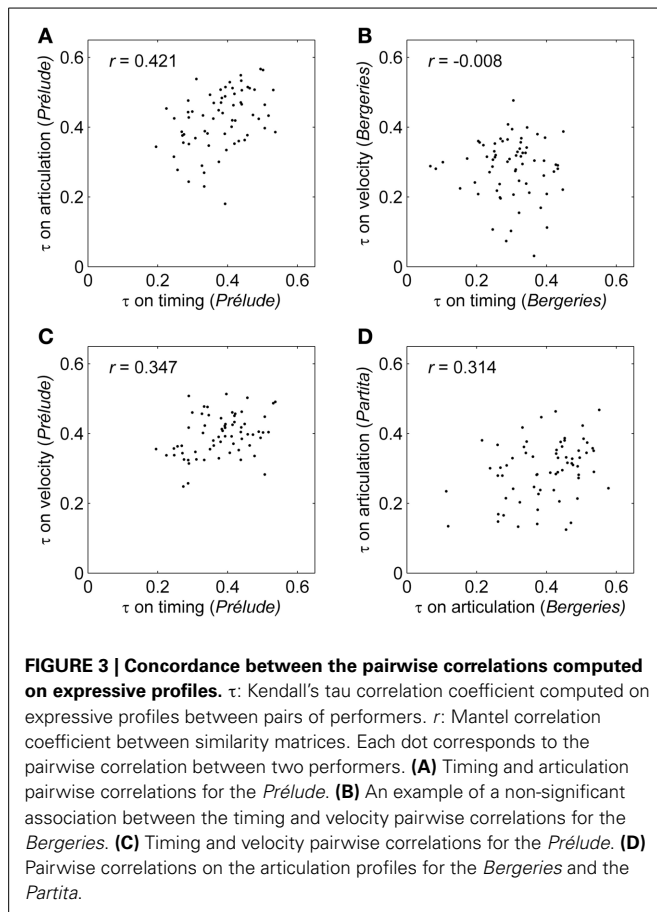 A
B
0.6
r = 0.421
τ on articulation (Prélude)
0.4
0.2
0
0
0.2
0.4
0.6
τ on timing (Prélude)
0.6
r = -0.008
τ on velocity (Bergeries)
0.4
0.2
0
0
0.2
0.4
0.6
τ on timing (Bergeries)
C
D
0.6
r = 0.347
τ on velocity (Prélude)
0.4
0.2
0
0
0.2
0.4
0.6
τ on timing (Prélude)
0.6
r = 0.314
τ on articulation (Partita)
0.4
0.2
0
0
0.2
0.4
0.6
τ on articulation (Bergeries)
FIGURE 3 | Concordance between the pairwise correlations computed
on expressive profiles. τ: Kendall's tau correlation coefficient computed on
expressive profiles between pairs of performers. r: Mantel correlation
coefficient between similarity matrices. Each dot corresponds to the
pairwise correlation between two performers. (A) Timing and articulation
pairwise correlations for the Prélude. (B) An example of a non-significant
association between the timing and velocity pairwise correlations for the
Bergeries. (C) Timing and velocity pairwise correlations for the Prélude. (D)
Pairwise correlations on the articulation profiles for the Bergeries and the
Partita.